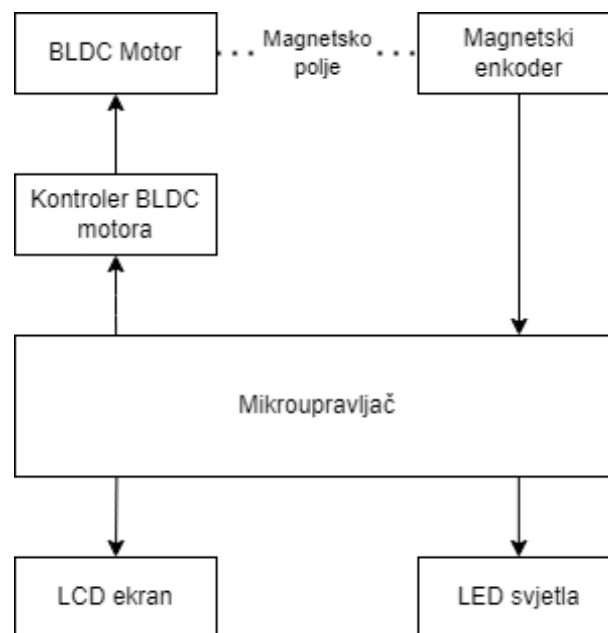 BLDC Motor
Magnetsko
polje
Magnetski
enkoder
Kontroler BLDC
motora
Mikroupravljač
LCD ekran
LED svjetla